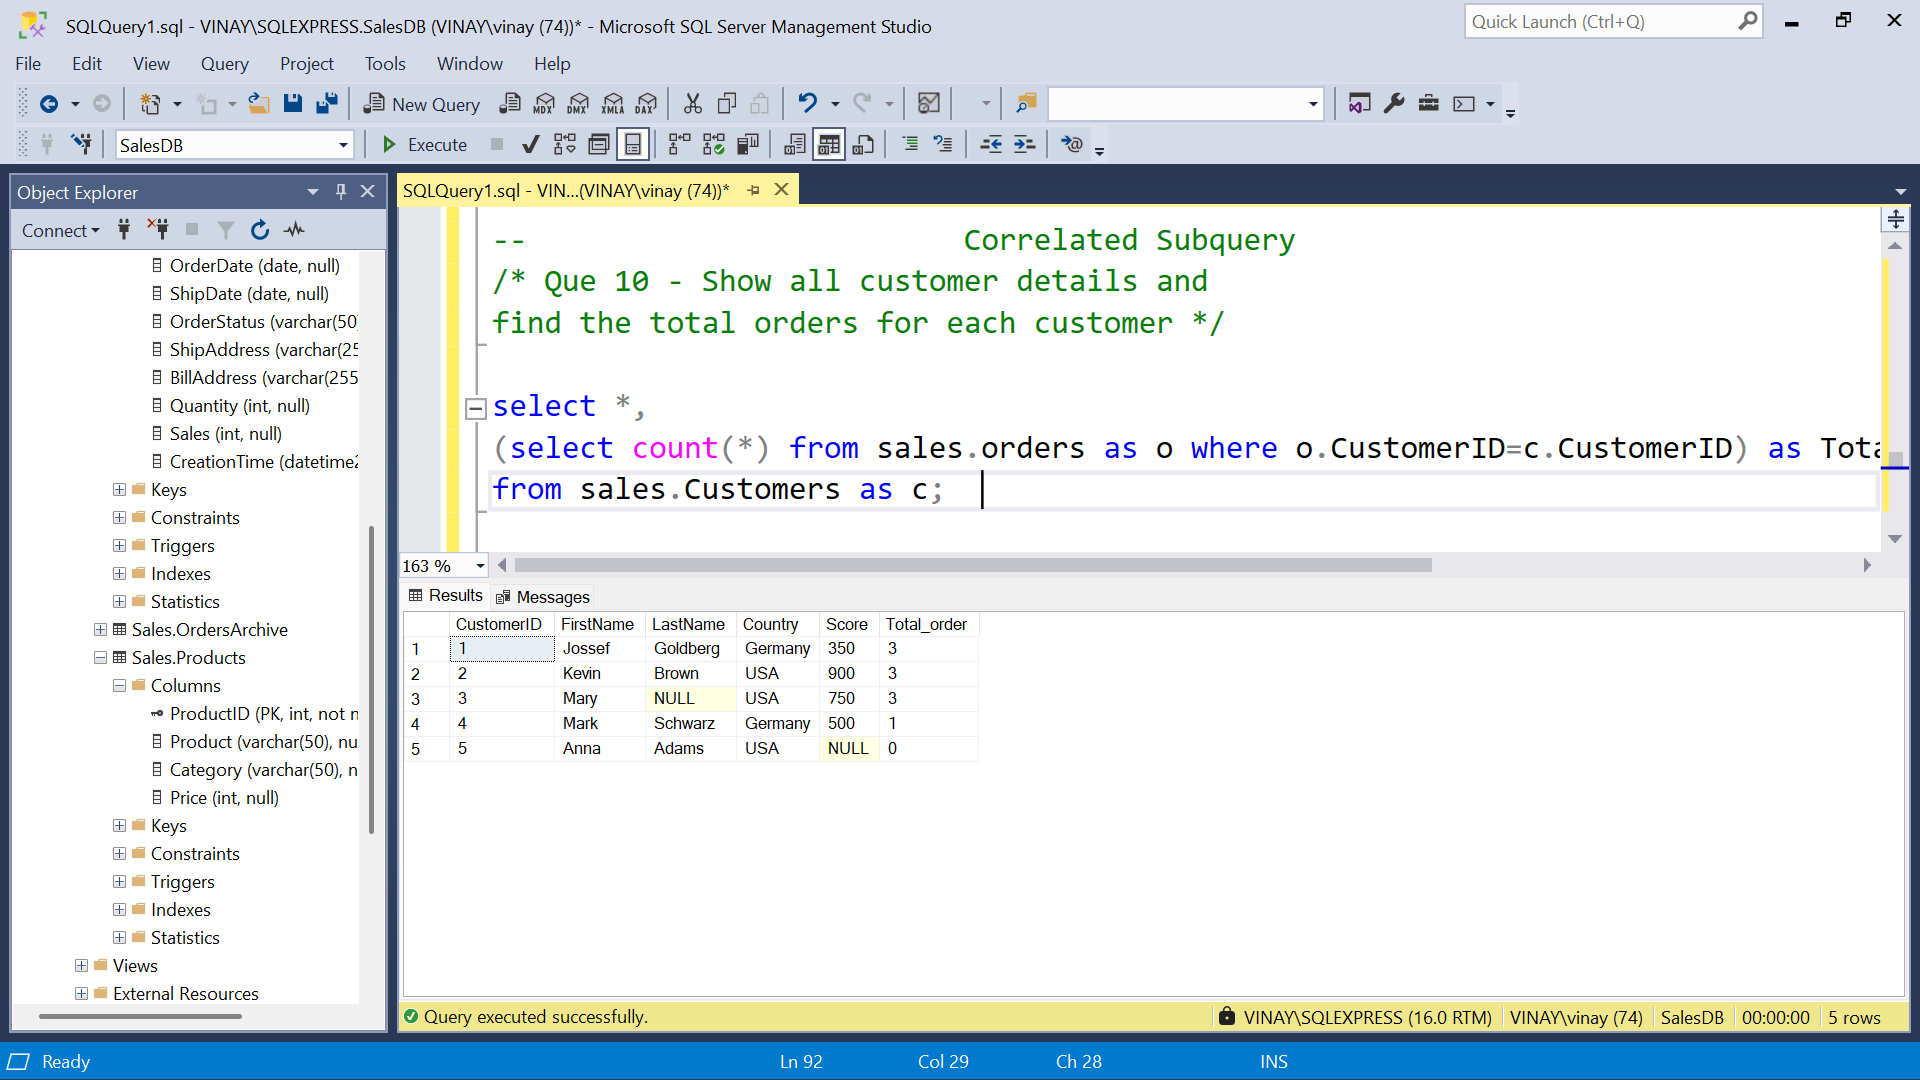 SQLQuery1.sql - VINAY\SQLEXPRESS.SalesDB (VINAY\vinay (74))* - Microsoft SQL Server Management Studio
Quick Launch (Ctrl+Q)
File Edit View Query Project Tools Window Help
New Query MDX DMX XMLA DAX
SalesDB Execute
Object Explorer
Connect
OrderDate (date, null)
ShipDate (date, null)
OrderStatus (varchar(50)
ShipAddress (varchar(25
BillAddress (varchar(255
Quantity (int, null)
Sales (int, null)
CreationTime (datetime2
Keys
Constraints
Triggers
Indexes
Statistics
Sales.OrdersArchive
Sales.Products
Columns
ProductID (PK, int, not n
Product (varchar(50), nu
Category (varchar(50), n
Price (int, null)
Keys
Constraints
Triggers
Indexes
Statistics
Views
External Resources
SQLQuery1.sql - VIN...(VINAY\vinay (74))*
-- Correlated Subquery
/* Que 10 - Show all customer details and
find the total orders for each customer */
select *,
(select count(*) from sales.orders as o where o.CustomerID=c.CustomerID) as Tota
from sales.Customers as c;
163 %
Results Messages
CustomerID FirstName LastName Country Score Total_order
1 1 Jossef Goldberg Germany 350 3
2 2 Kevin Brown USA 900 3
3 3 Mary NULL USA 750 3
4 4 Mark Schwarz Germany 500 1
5 5 Anna Adams USA NULL 0
Query executed successfully. VINAY\SQLEXPRESS (16.0 RTM) VINAY\vinay (74) SalesDB 00:00:00 5 rows
Ready Ln 92 Col 29 Ch 28 INS